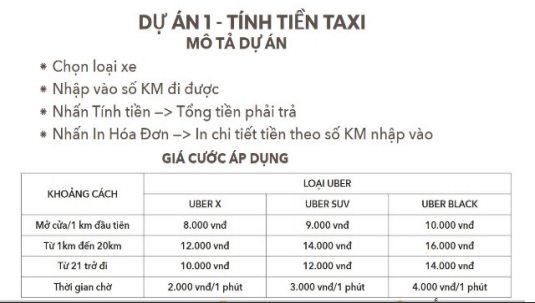 DỰ ÁN 1 - TÍNH TIỀN TAXI
MÔ TẢ DỰ ÁN
* Chọn loại xe
* Nhập vào số KM đi được
* Nhấn Tính tiền —> Tổng tiền phải trả
* Nhấn In Hóa Đơn —> In chi tiết tiền theo số KM nhập vào
GIÁ CƯỚC ÁP DỤNG
KHOẢNG CÁCH LOẠI UBER
UBER X UBER SUV UBER BLACK
Mở cửa/1 km đầu tiên 8.000 vnđ 9.000 vnđ 10.000 vnđ
Từ 1km đến 20km 12.000 vnđ 14.000 vnđ 16.000 vnđ
Từ 21 trở đi 10.000 vnđ 12.000 vnđ 14.000 vnđ
Thời gian chờ 2.000 vnđ/1 phút 3.000 vnđ/1 phút 4.000 vnđ/1 phút